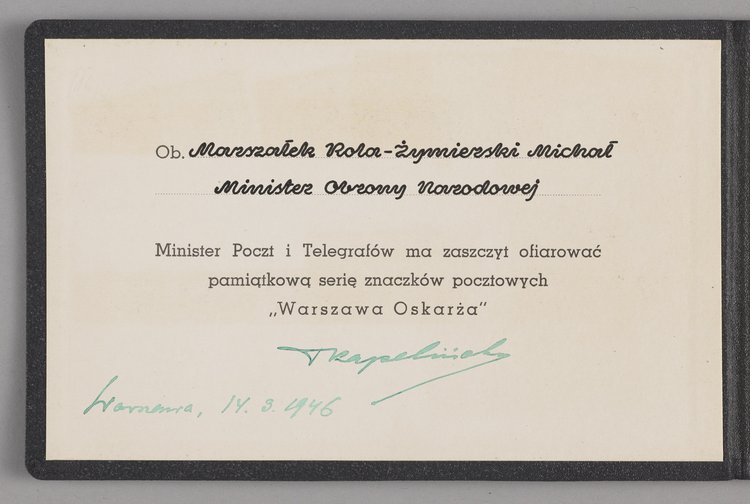 Ob. Marszałek Rola-Żymierski Michał
Minister Obrony Narodowej
Minister Poczt i Telegrafów ma zaszczyt ofiarować
pamiątkową serię znaczków pocztowych
„Warszawa Oskarża"
TKapeliński
Warszawa, 14. 3. 1946